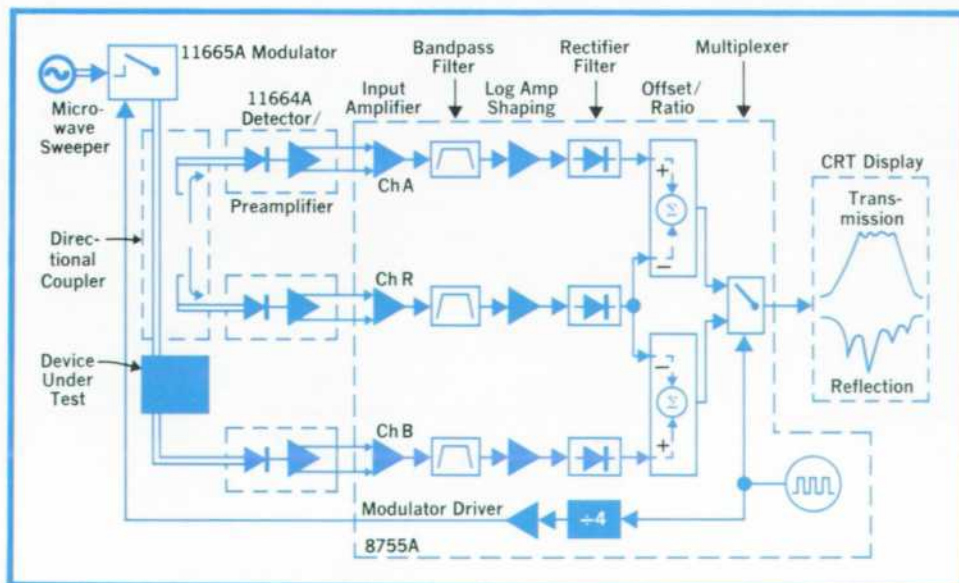 11665A Modulator
Micro-
wave
Sweeper
11664A
Detector/
Preamplifier
Input
Amplifier
Bandpass
Filter
Log Amp
Shaping
Rectifier
Filter
Offset/
Ratio
Multiplexer
CRT Display
Trans-
mission
Reflection
Direc-
tional
Coupler
Device
Under
Test
Ch A
Ch R
Ch B
+
Σ
−
−
Σ
+
Modulator Driver
÷4
8755A